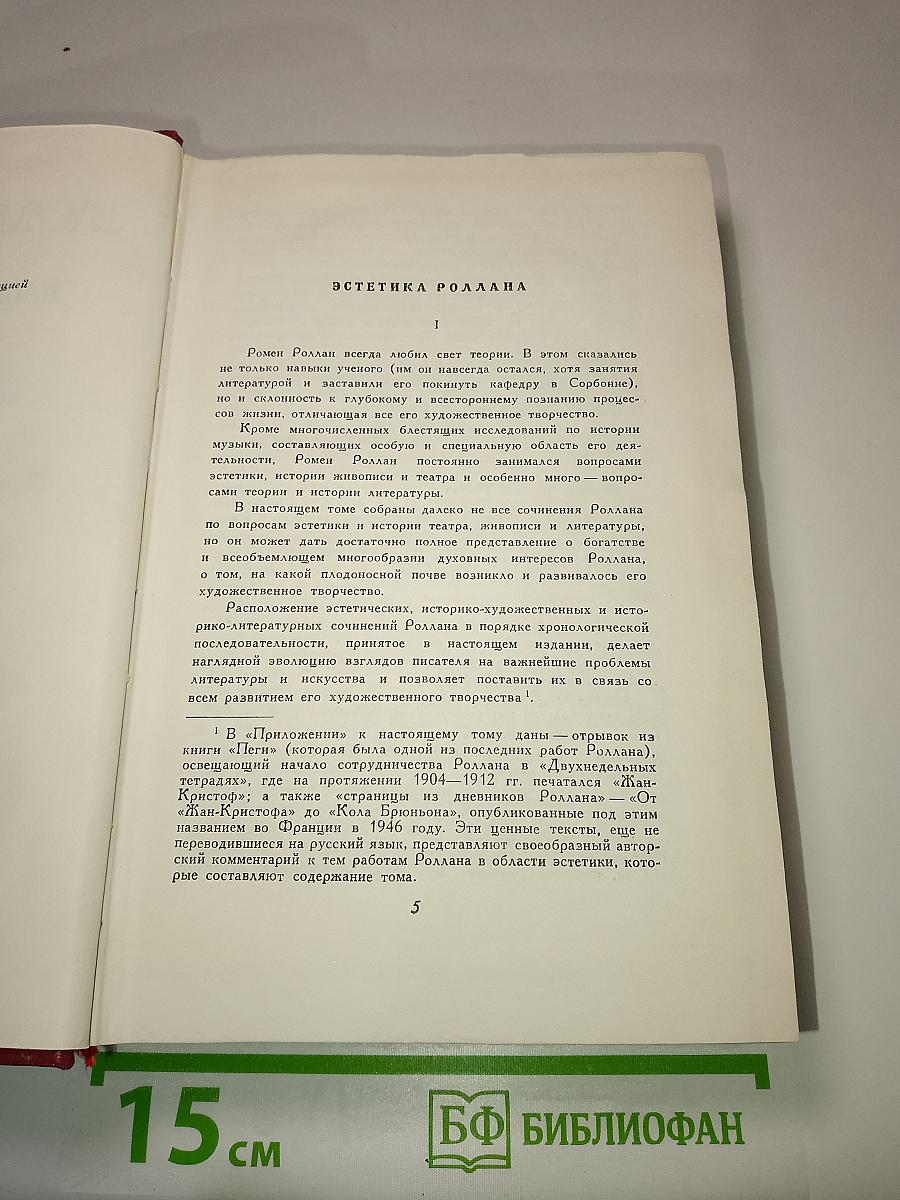 цией
ЭСТЕТИКА РОЛЛАНА
I
Ромен Роллан всегда любил свет теории. В этом сказались
не только навыки ученого (им он навсегда остался, хотя занятия
литературой и заставили его покинуть кафедру в Сорбонне),
но и склонность к глубокому и всестороннему познанию процес-
сов жизни, отличающая все его художественное творчество.
Кроме многочисленных блестящих исследований по истории
музыки, составляющих особую и специальную область его дея-
тельности, Ромен Роллан постоянно занимался вопросами
эстетики, истории живописи и театра и особенно много — вопро-
сами теории и истории литературы.
В настоящем томе собраны далеко не все сочинения Роллана
по вопросам эстетики и истории театра, живописи и литературы,
но он может дать достаточно полное представление о богатстве
и всеобъемлющем многообразии духовных интересов Роллана,
о том, на какой плодоносной почве возникло и развивалось его
художественное творчество.
Расположение эстетических, историко-художественных и исто-
рико-литературных сочинений Роллана в порядке хронологической
последовательности, принятое в настоящем издании, делает
наглядной эволюцию взглядов писателя на важнейшие проблемы
литературы и искусства и позволяет поставить их в связь со
всем развитием его художественного творчества ¹.
¹ В «Приложении» к настоящему тому даны — отрывок из
книги «Пеги» (которая была одной из последних работ Роллана),
освещающий начало сотрудничества Роллана в «Двухнедельных
тетрадях», где на протяжении 1904—1912 гг. печатался «Жан-
Кристоф»; а также «страницы из дневников Роллана» — «От
«Жан-Кристофа» до «Кола Брюньона», опубликованные под этим
названием во Франции в 1946 году. Эти ценные тексты, еще не
переводившиеся на русский язык, представляют своеобразный автор-
ский комментарий к тем работам Роллана в области эстетики, кото-
рые составляют содержание тома.
5
15 см
БФ БИБЛИОФАН